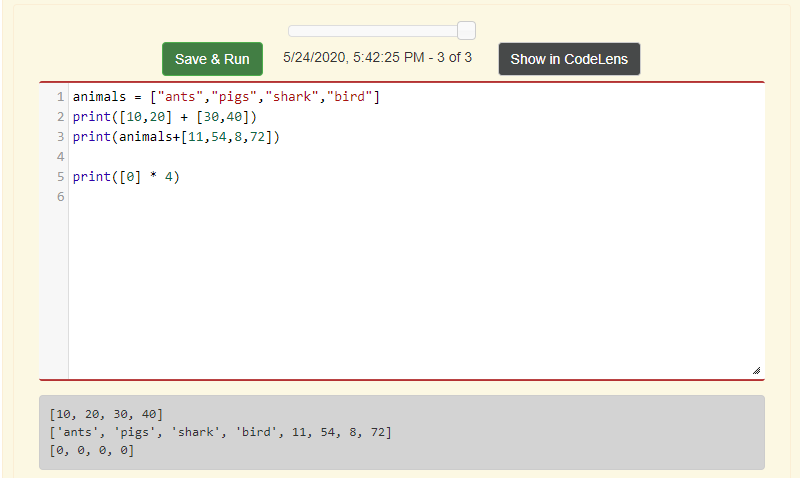 Save & Run 5/24/2020, 5:42:25 PM - 3 of 3 Show in CodeLens
1 animals = ["ants","pigs","shark","bird"]
2 print([10,20] + [30,40])
3 print(animals+[11,54,8,72])
4
5 print([0] * 4)
6
[10, 20, 30, 40]
['ants', 'pigs', 'shark', 'bird', 11, 54, 8, 72]
[0, 0, 0, 0]